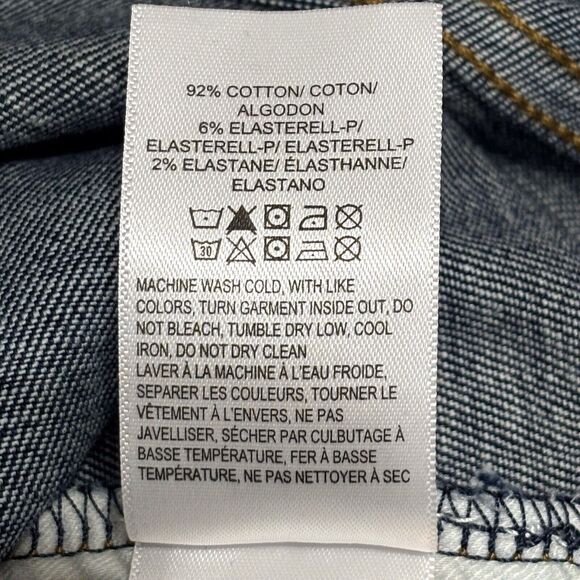 92% COTTON/ COTON/
ALGODON
6% ELASTERELL-P/
ELASTERELL-P/ ELASTERELL-P
2% ELASTANE/ ÉLASTHANNE/
ELASTANO
30
MACHINE WASH COLD, WITH LIKE
COLORS, TURN GARMENT INSIDE OUT, DO
NOT BLEACH, TUMBLE DRY LOW, COOL
IRON, DO NOT DRY CLEAN
LAVER À LA MACHINE À L'EAU FROIDE,
SEPARER LES COULEURS, TOURNER LE
VÊTEMENT À L'ENVERS, NE PAS
JAVELLISER, SÉCHER PAR CULBUTAGE À
BASSE TEMPÉRATURE, FER À BASSE
TEMPÉRATURE, NE PAS NETTOYER À SEC